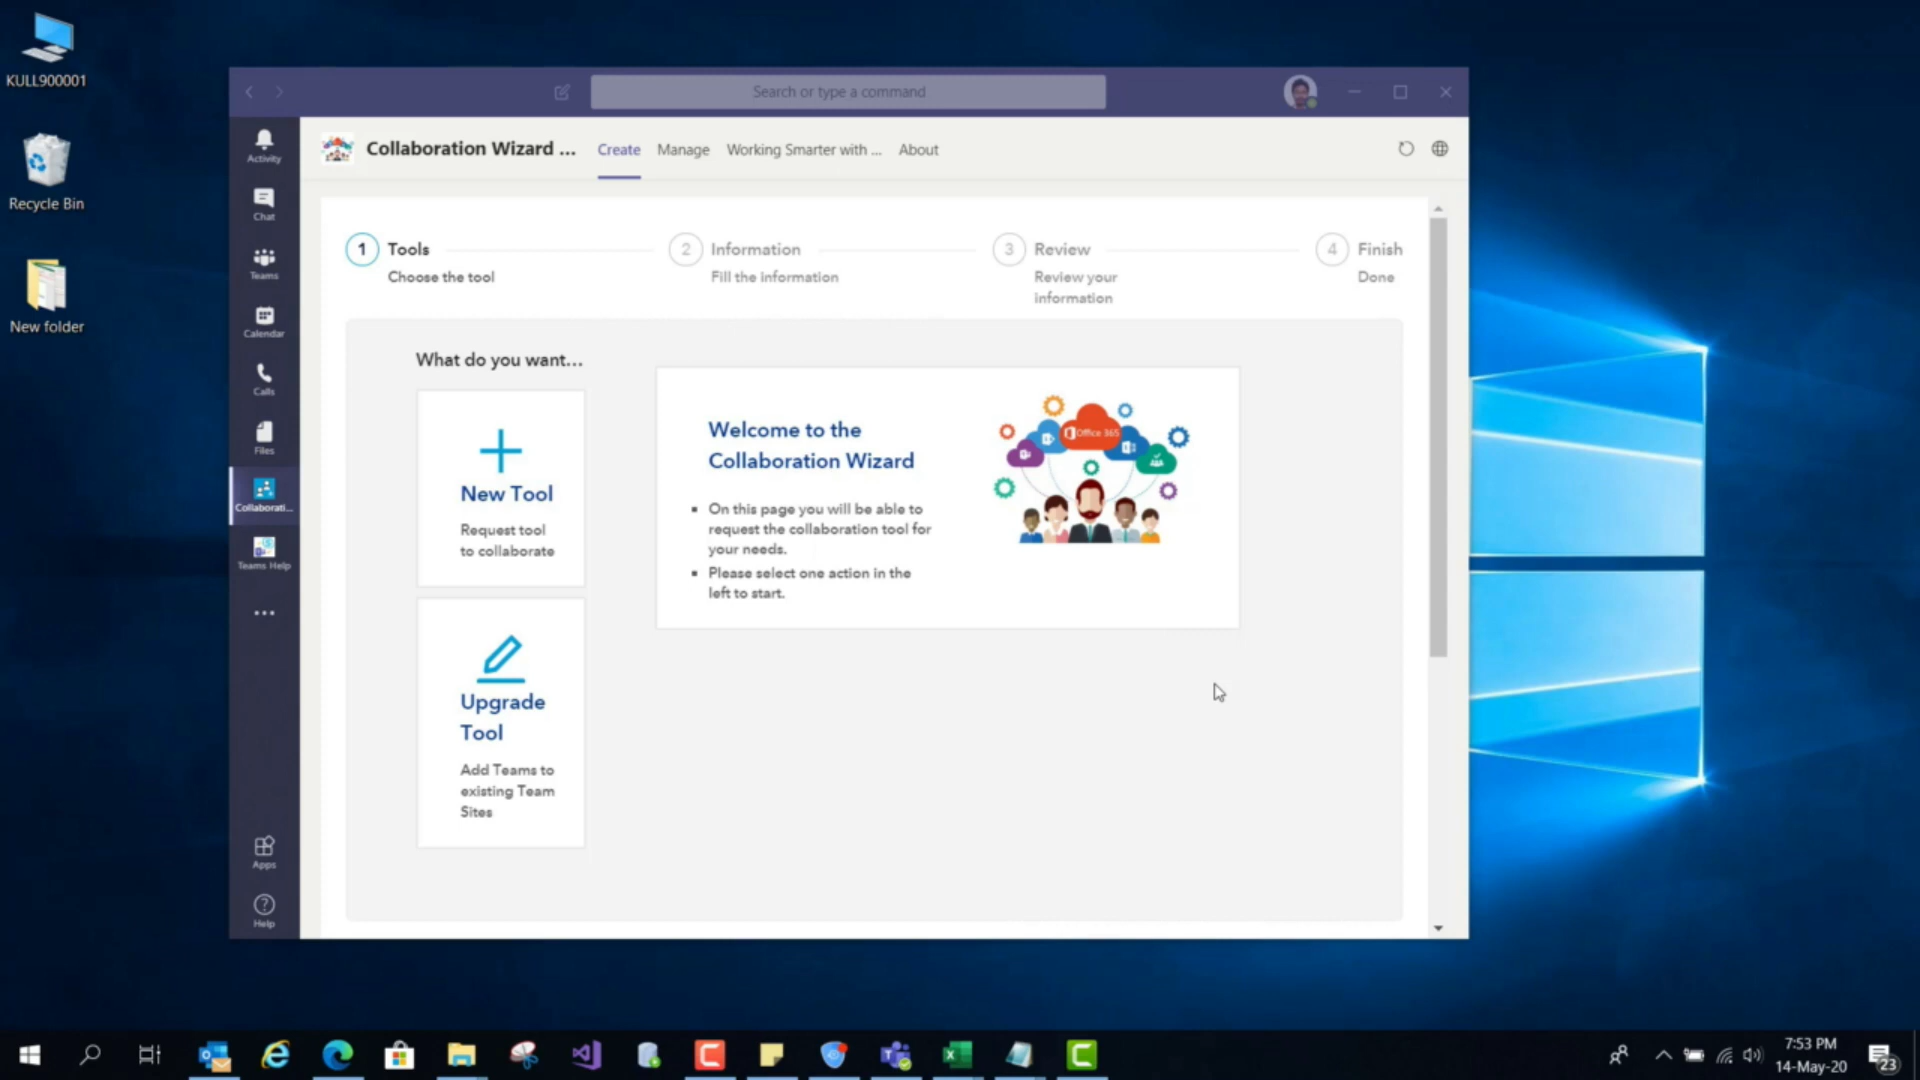 KULL900001
Recycle Bin
New folder
Search or type a command
Activity
Chat
Teams
Calendar
Calls
Files
Collaborati...
Teams Help
Apps
Help
Collaboration Wizard ...
Create
Manage
Working Smarter with ...
About
1 Tools
Choose the tool
2 Information
Fill the information
3 Review
Review your
information
4 Finish
Done
What do you want...
New Tool
Request tool
to collaborate
Upgrade
Tool
Add Teams to
existing Team
Sites
Welcome to the
Collaboration Wizard
▪ On this page you will be able to
request the collaboration tool for
your needs.
▪ Please select one action in the
left to start.
Office 365
7:53 PM
14-May-20
23